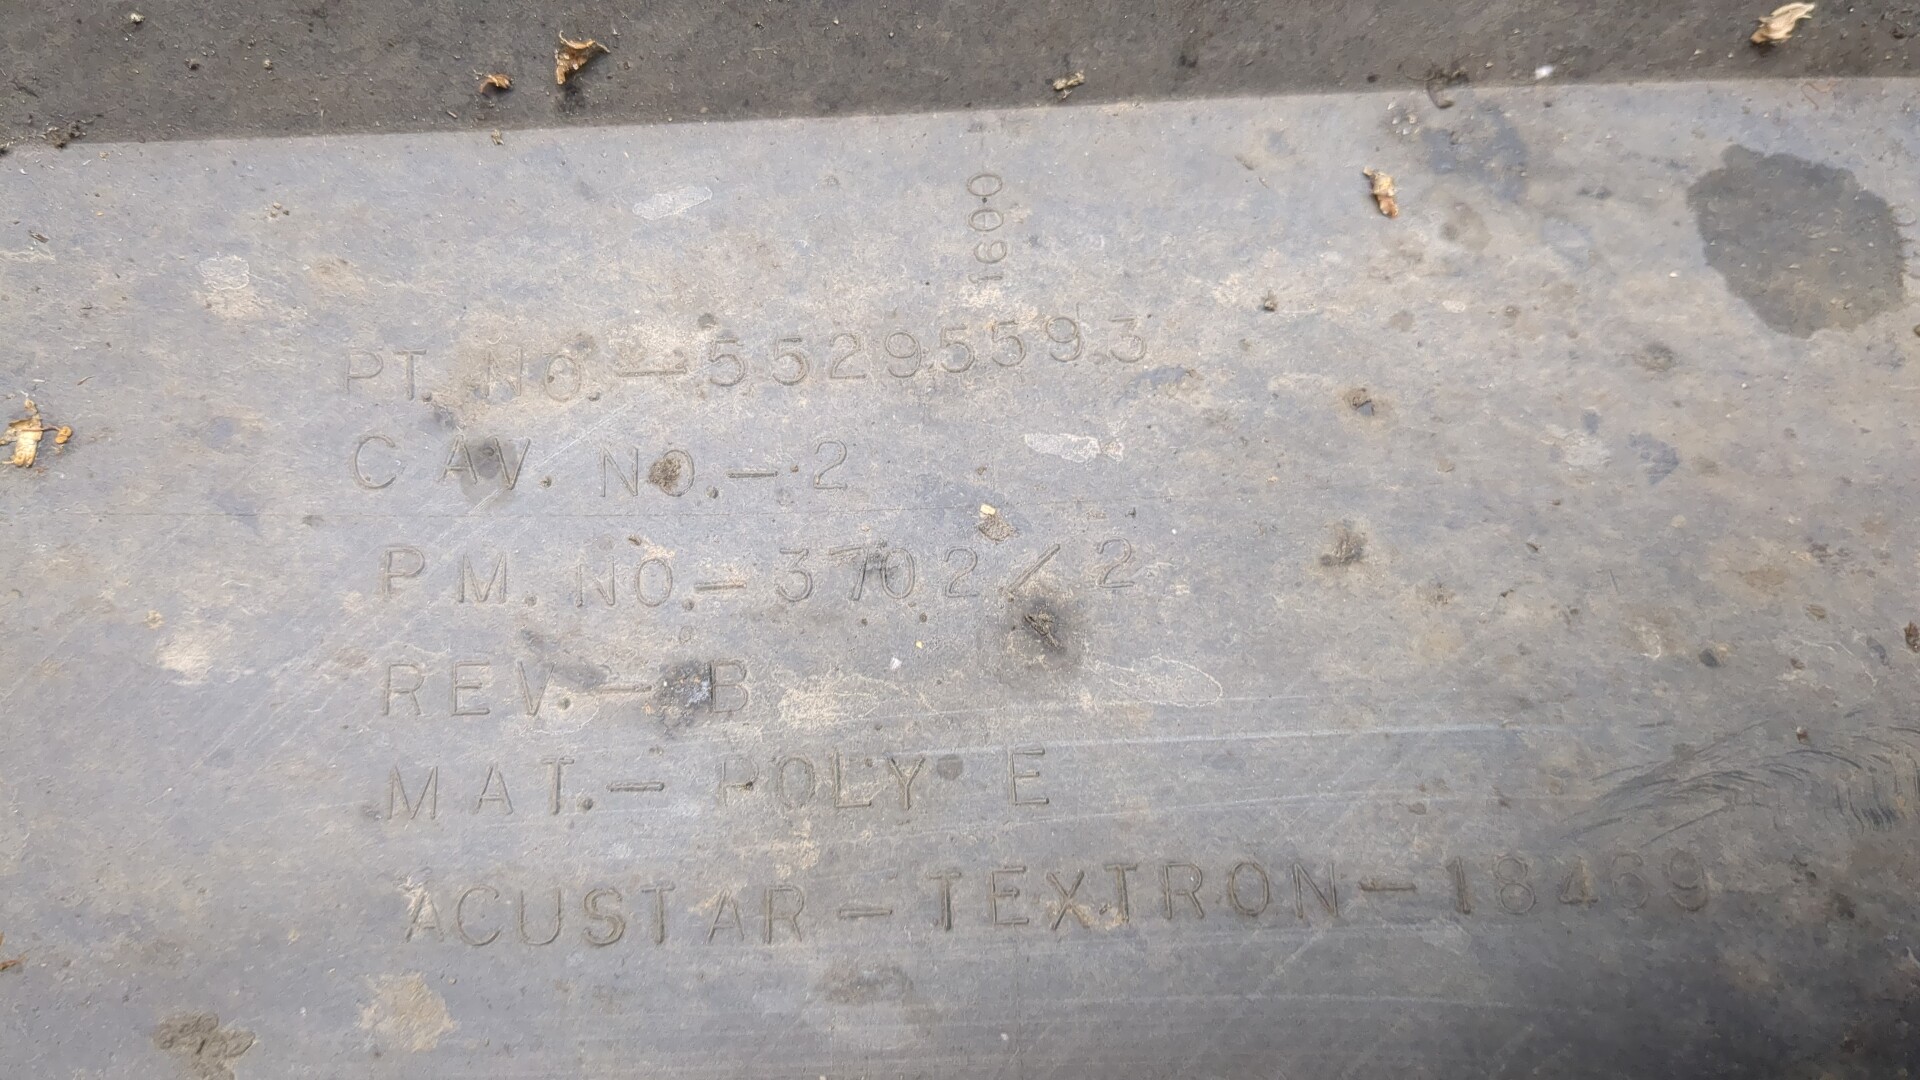 1600
PT. NO. — 55295593
CAV. NO. — 2
P.M. NO. — 3702/2
REV. — B
MAT. — POLY E
ACUSTAR — TEXTRON — 18469